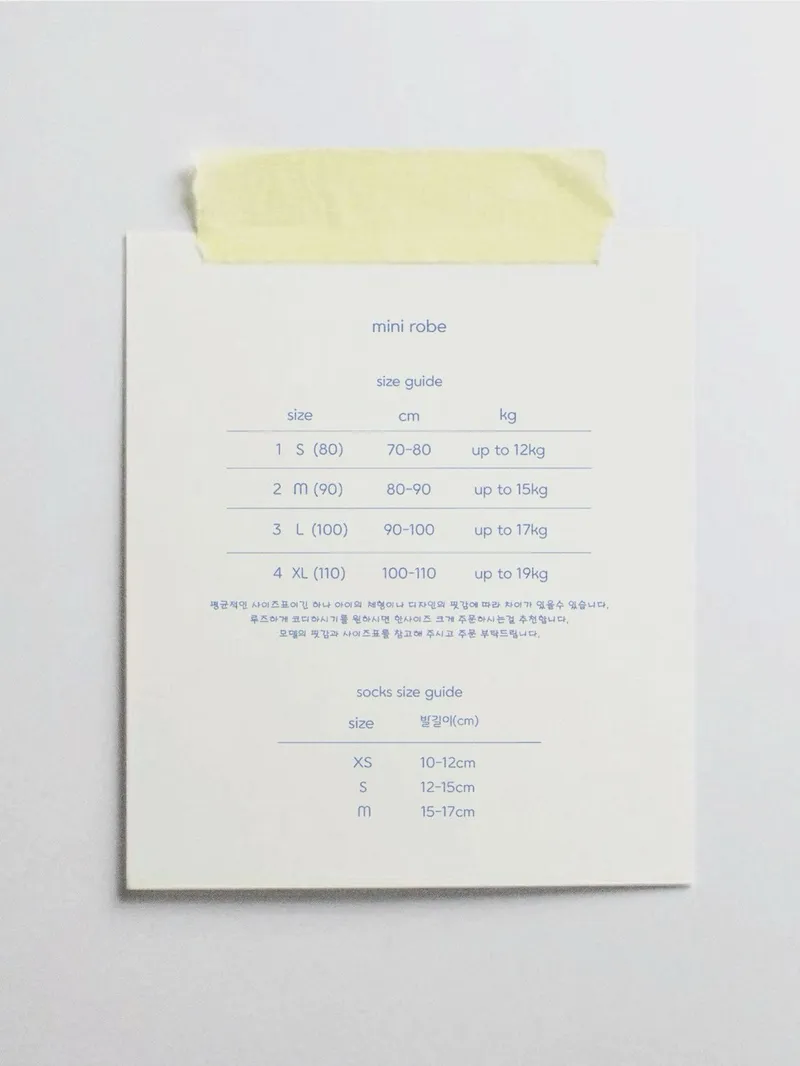 mini robe
size guide
size cm kg
1 S (80) 70-80 up to 12kg
2 M (90) 80-90 up to 15kg
3 L (100) 90-100 up to 17kg
4 XL (110) 100-110 up to 19kg
평균적인 사이즈표이긴 하나 아이의 체형이나 디자인의 핏감에 따라 차이가 있을수 있습니다.
루즈하게 코디하시기를 원하시면 한사이즈 크게 주문하시는걸 추천합니다.
모델의 핏감과 사이즈표를 참고해 주시고 주문 부탁드립니다.
socks size guide
size 발길이(cm)
XS 10-12cm
S 12-15cm
M 15-17cm